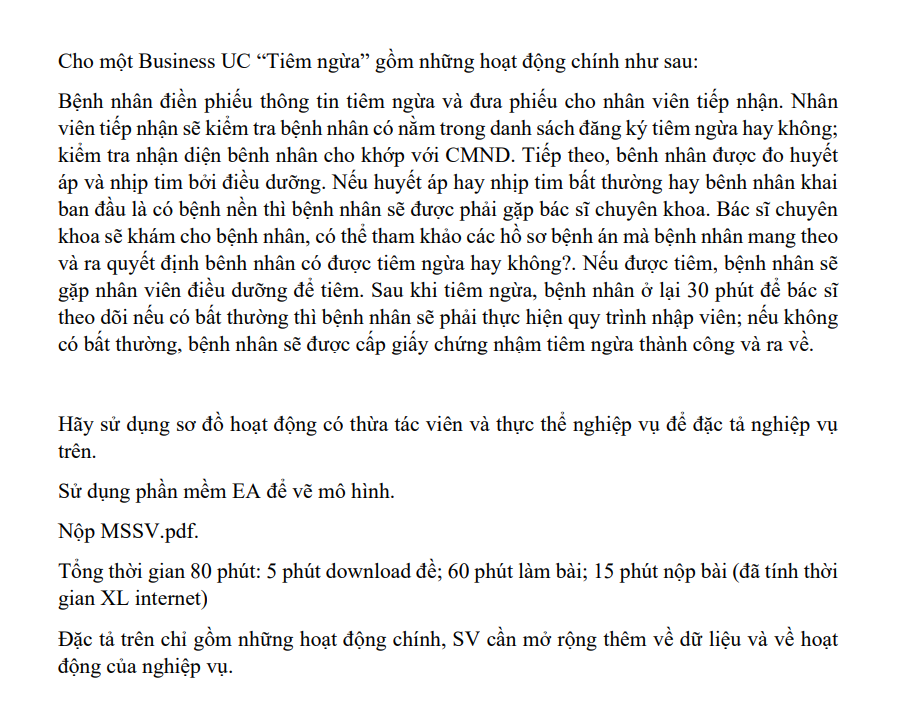 Cho một Business UC “Tiêm ngừa” gồm những hoạt động chính như sau:
Bệnh nhân điền phiếu thông tin tiêm ngừa và đưa phiếu cho nhân viên tiếp nhận. Nhân
viên tiếp nhận sẽ kiểm tra bệnh nhân có nằm trong danh sách đăng ký tiêm ngừa hay không;
kiểm tra nhận diện bênh nhân cho khớp với CMND. Tiếp theo, bênh nhân được đo huyết
áp và nhịp tim bởi điều dưỡng. Nếu huyết áp hay nhịp tim bất thường hay bênh nhân khai
ban đầu là có bệnh nền thì bệnh nhân sẽ được phải gặp bác sĩ chuyên khoa. Bác sĩ chuyên
khoa sẽ khám cho bệnh nhân, có thể tham khảo các hồ sơ bệnh án mà bệnh nhân mang theo
và ra quyết định bênh nhân có được tiêm ngừa hay không?. Nếu được tiêm, bệnh nhân sẽ
gặp nhân viên điều dưỡng để tiêm. Sau khi tiêm ngừa, bệnh nhân ở lại 30 phút để bác sĩ
theo dõi nếu có bất thường thì bệnh nhân sẽ phải thực hiện quy trình nhập viên; nếu không
có bất thường, bệnh nhân sẽ được cấp giấy chứng nhậm tiêm ngừa thành công và ra về.
Hãy sử dụng sơ đồ hoạt động có thừa tác viên và thực thể nghiệp vụ để đặc tả nghiệp vụ
trên.
Sử dụng phần mềm EA để vẽ mô hình.
Nộp MSSV.pdf.
Tổng thời gian 80 phút: 5 phút download đề; 60 phút làm bài; 15 phút nộp bài (đã tính thời
gian XL internet)
Đặc tả trên chỉ gồm những hoạt động chính, SV cần mở rộng thêm về dữ liệu và về hoạt
động của nghiệp vụ.